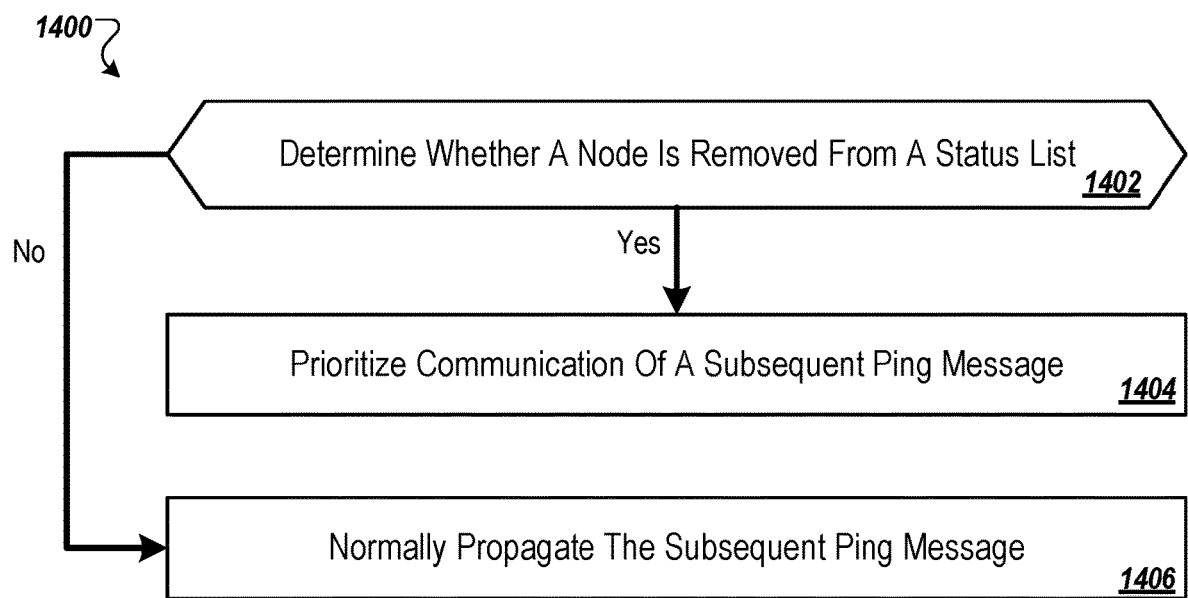 1400
Determine Whether A Node Is Removed From A Status List
1402
No
Yes
Prioritize Communication Of A Subsequent Ping Message
1404
Normally Propagate The Subsequent Ping Message
1406